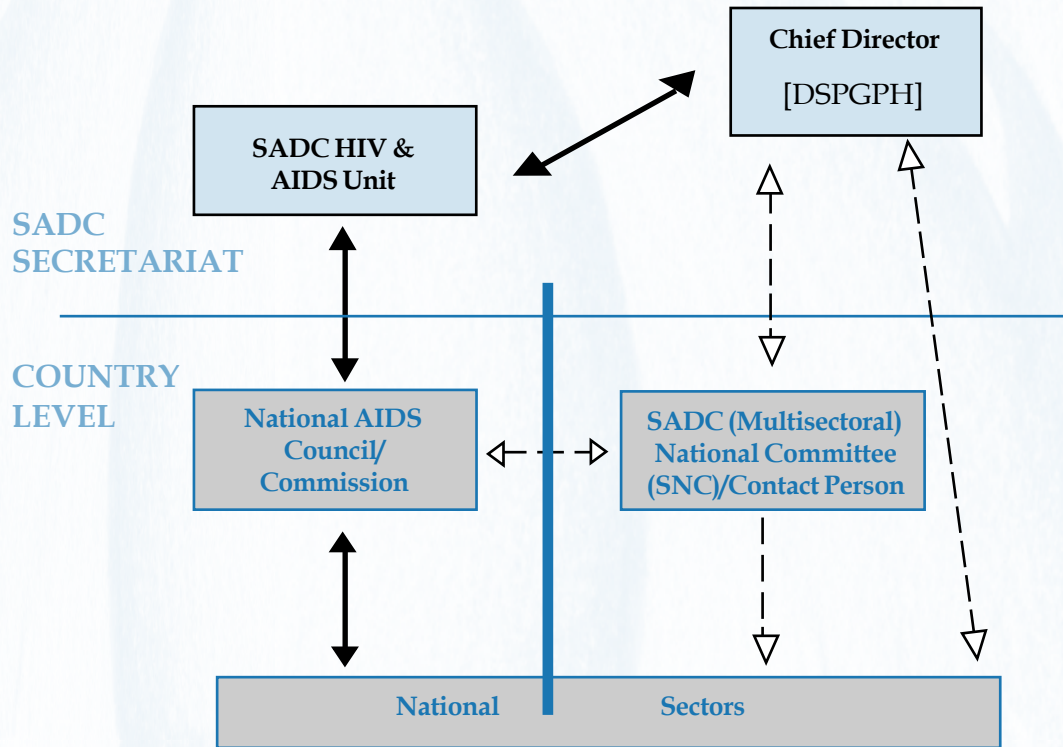 Chief Director
[DSPGPH]
SADC HIV &
AIDS Unit
SADC
SECRETARIAT
COUNTRY
LEVEL
National AIDS
Council/
Commission
SADC (Multisectoral)
National Committee
(SNC)/Contact Person
National Sectors